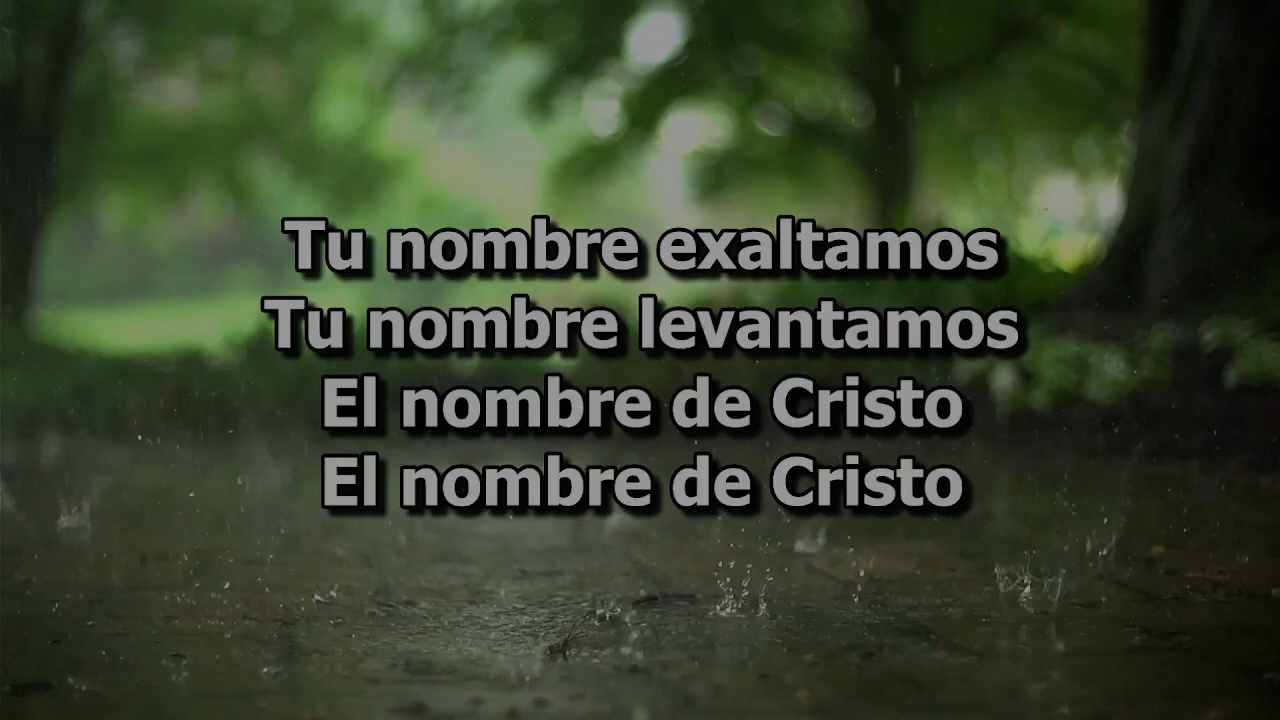 Tu nombre exaltamos
Tu nombre levantamos
El nombre de Cristo
El nombre de Cristo